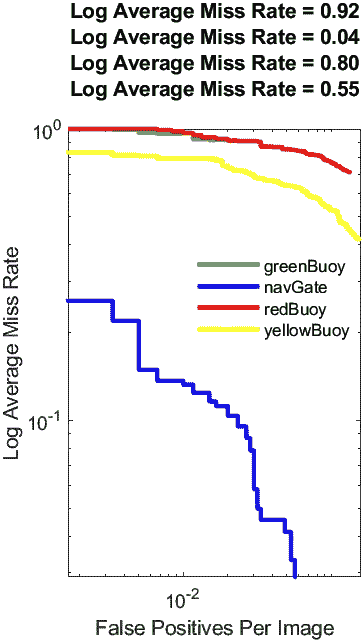 Log Average Miss Rate = 0.92
Log Average Miss Rate = 0.04
Log Average Miss Rate = 0.80
Log Average Miss Rate = 0.55
10^0
greenBuoy
navGate
redBuoy
yellowBuoy
Log Average Miss Rate
10^-1
10^-2
False Positives Per Image